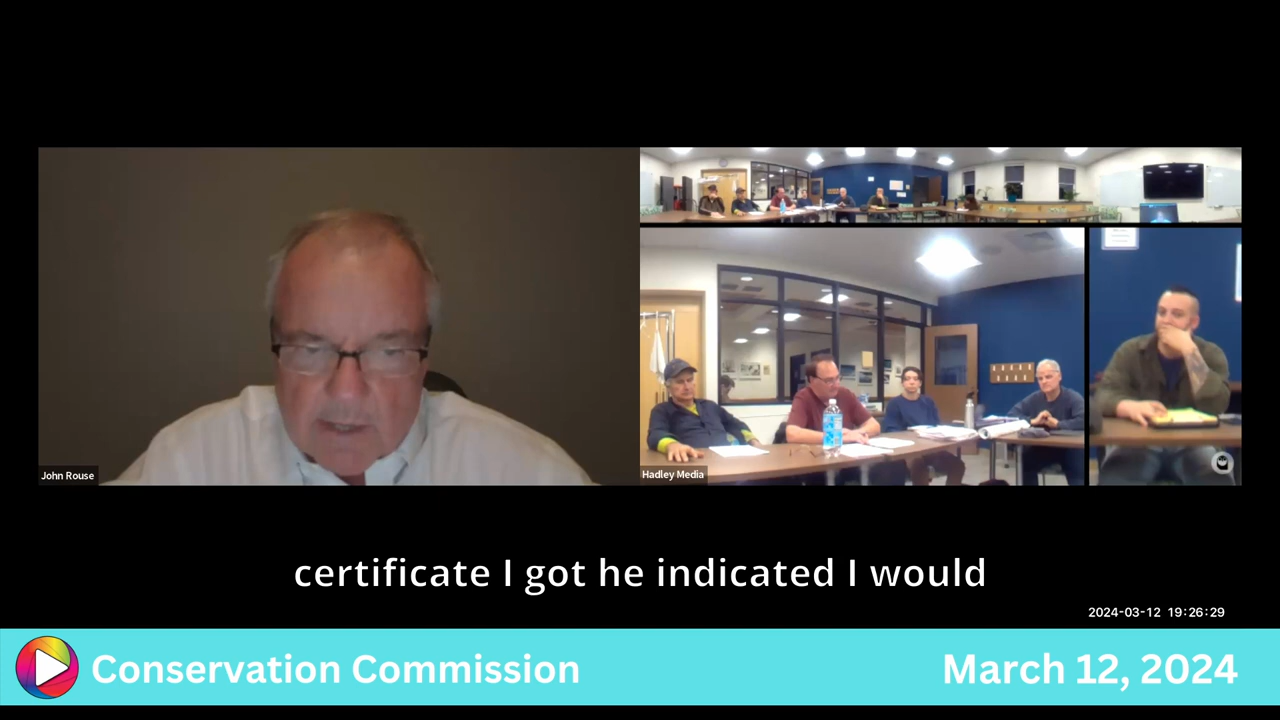 John Rouse
Hadley Media
certificate I got he indicated I would
2024-03-12 19:26:29
Conservation Commission
March 12, 2024